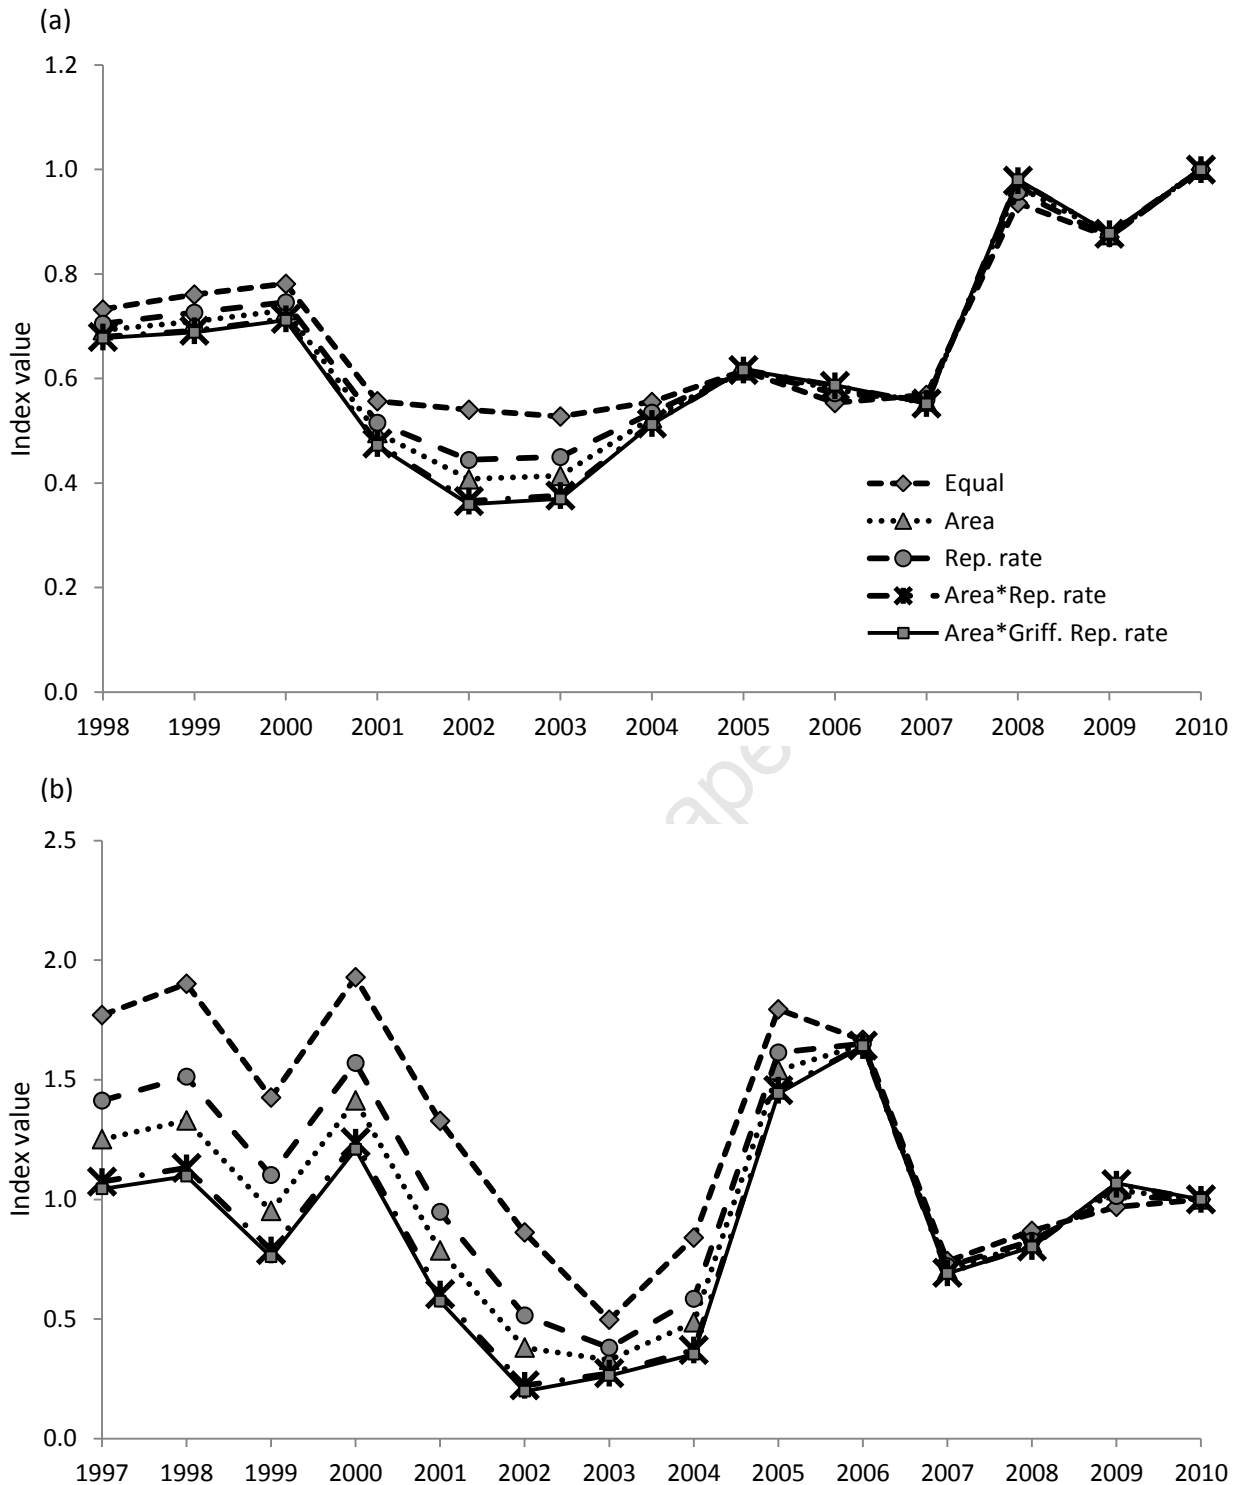 (a)
1.2
1.0
0.8
0.6
0.4
0.2
0.0
Index value
Equal
Area
Rep. rate
Area*Rep. rate
Area*Griff. Rep. rate
1998 1999 2000 2001 2002 2003 2004 2005 2006 2007 2008 2009 2010
ape
(b)
2.5
2.0
1.5
1.0
0.5
0.0
Index value
1997 1998 1999 2000 2001 2002 2003 2004 2005 2006 2007 2008 2009 2010